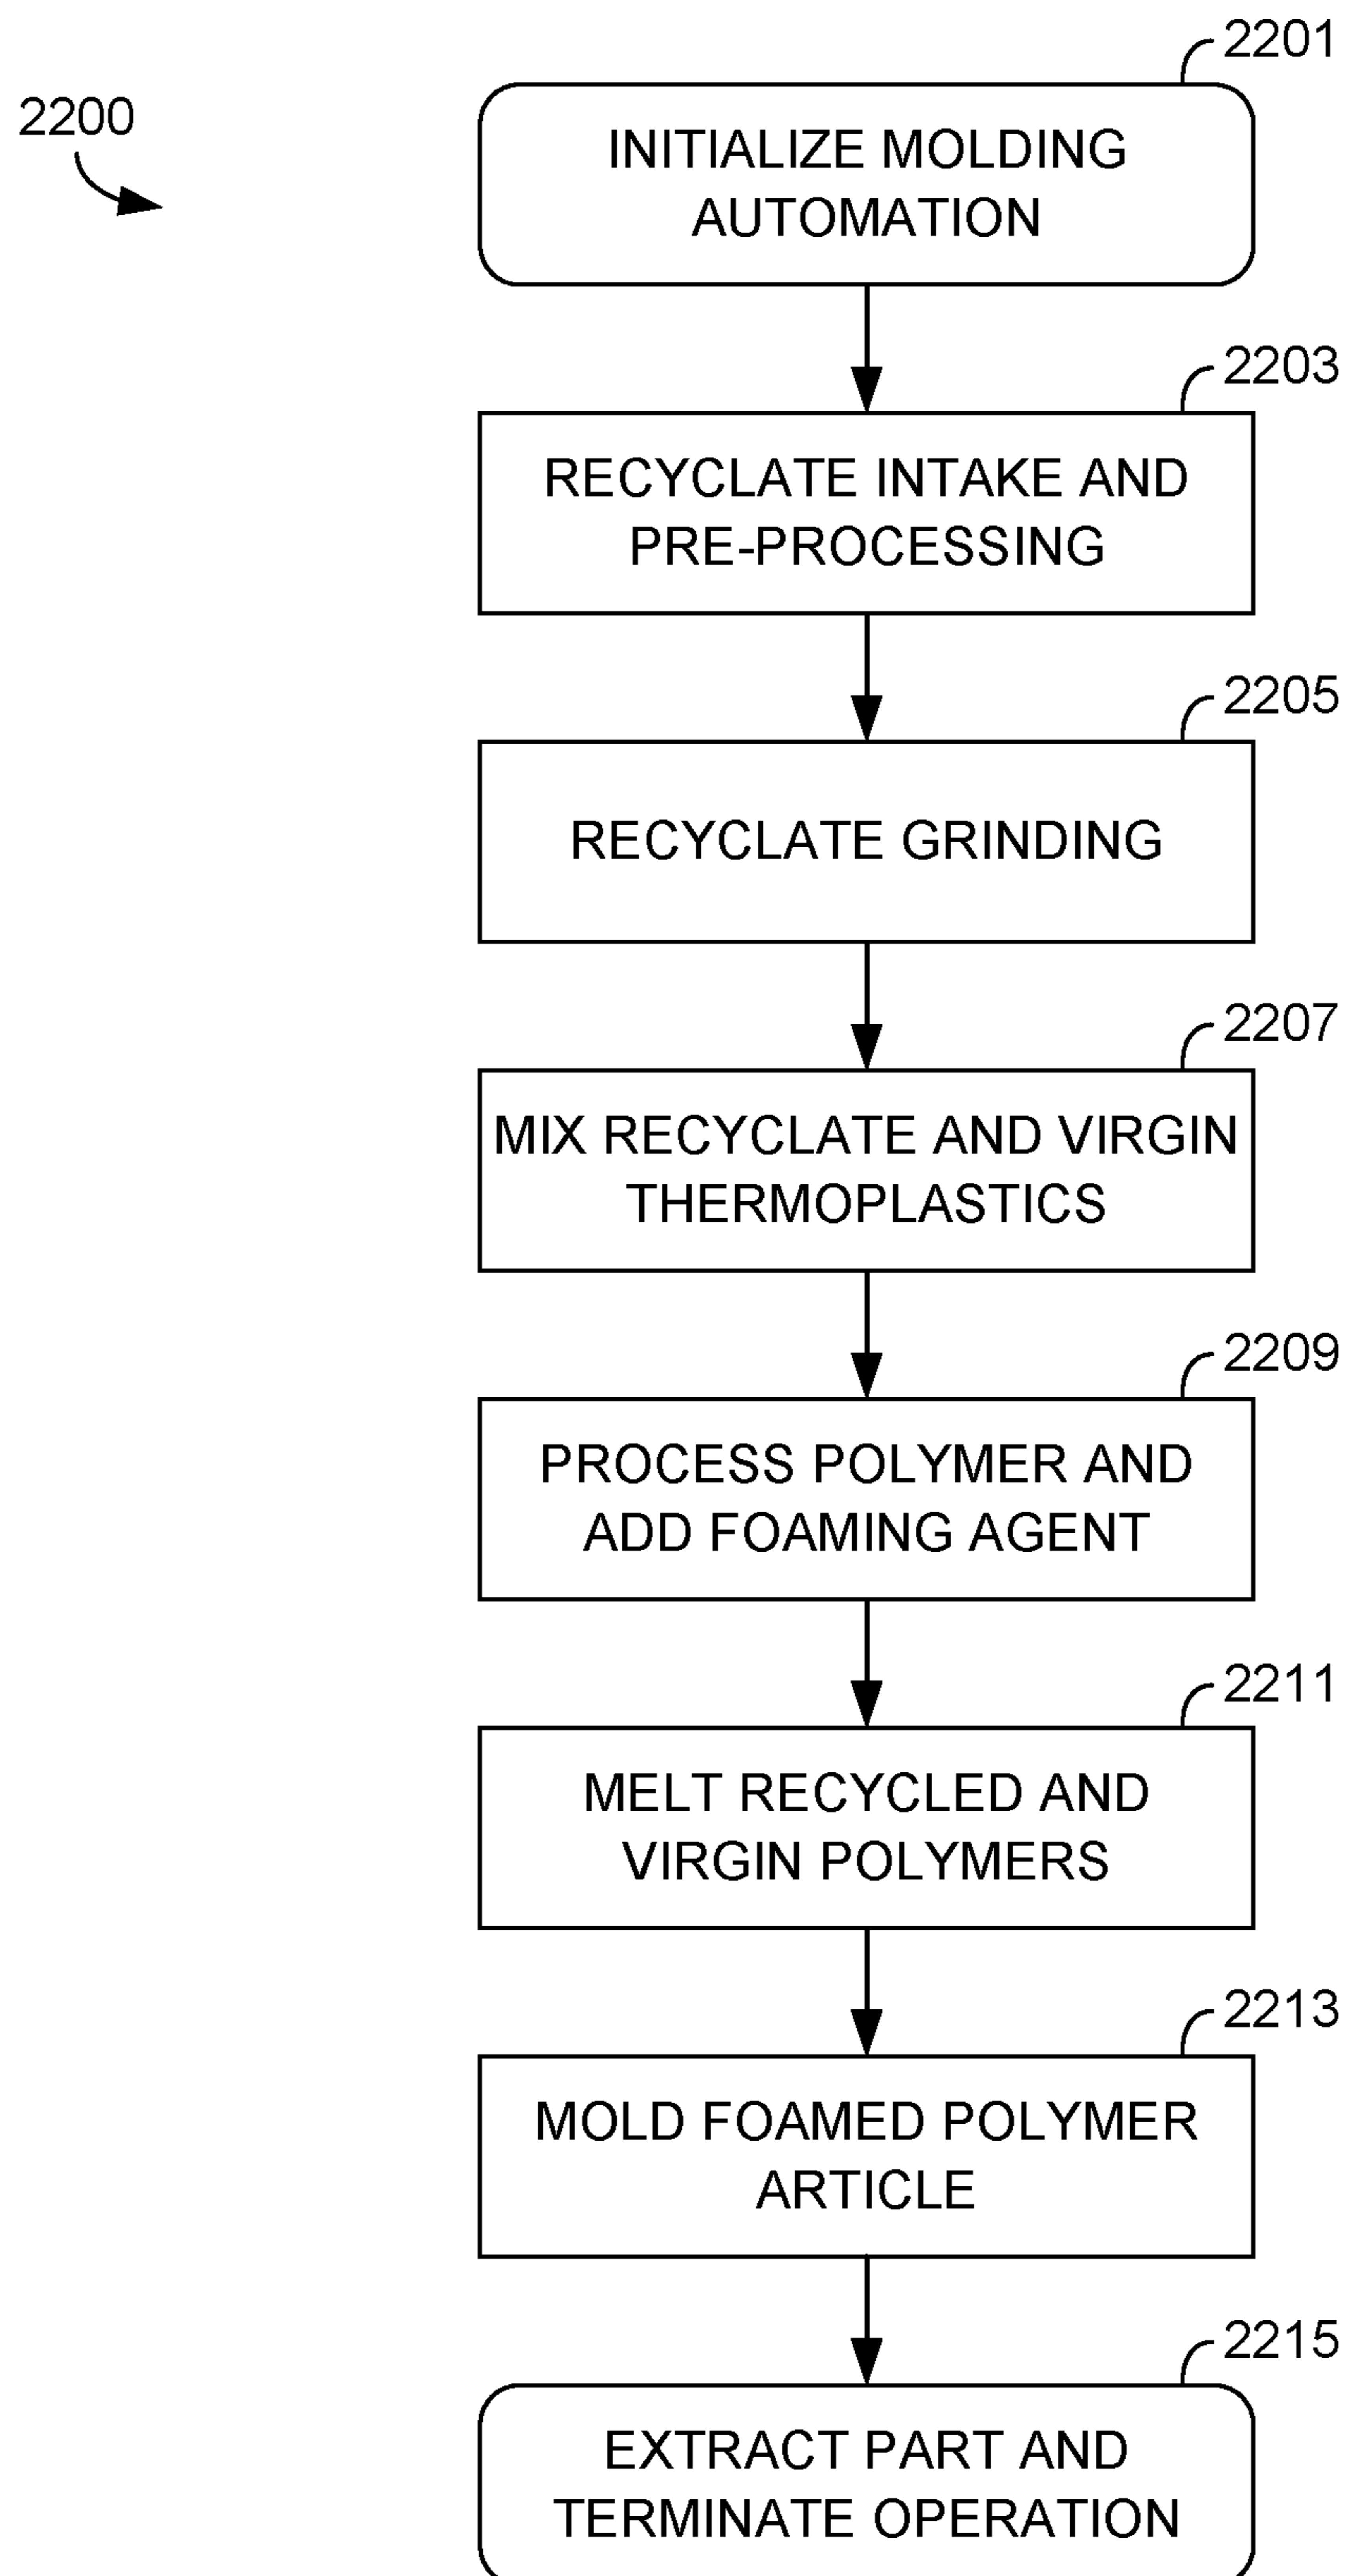 2201
2200
INITIALIZE MOLDING
AUTOMATION
2203
RECYCLATE INTAKE AND
PRE-PROCESSING
2205
RECYCLATE GRINDING
2207
MIX RECYCLATE AND VIRGIN
THERMOPLASTICS
2209
PROCESS POLYMER AND
ADD FOAMING AGENT
2211
MELT RECYCLED AND
VIRGIN POLYMERS
2213
MOLD FOAMED POLYMER
ARTICLE
2215
EXTRACT PART AND
TERMINATE OPERATION